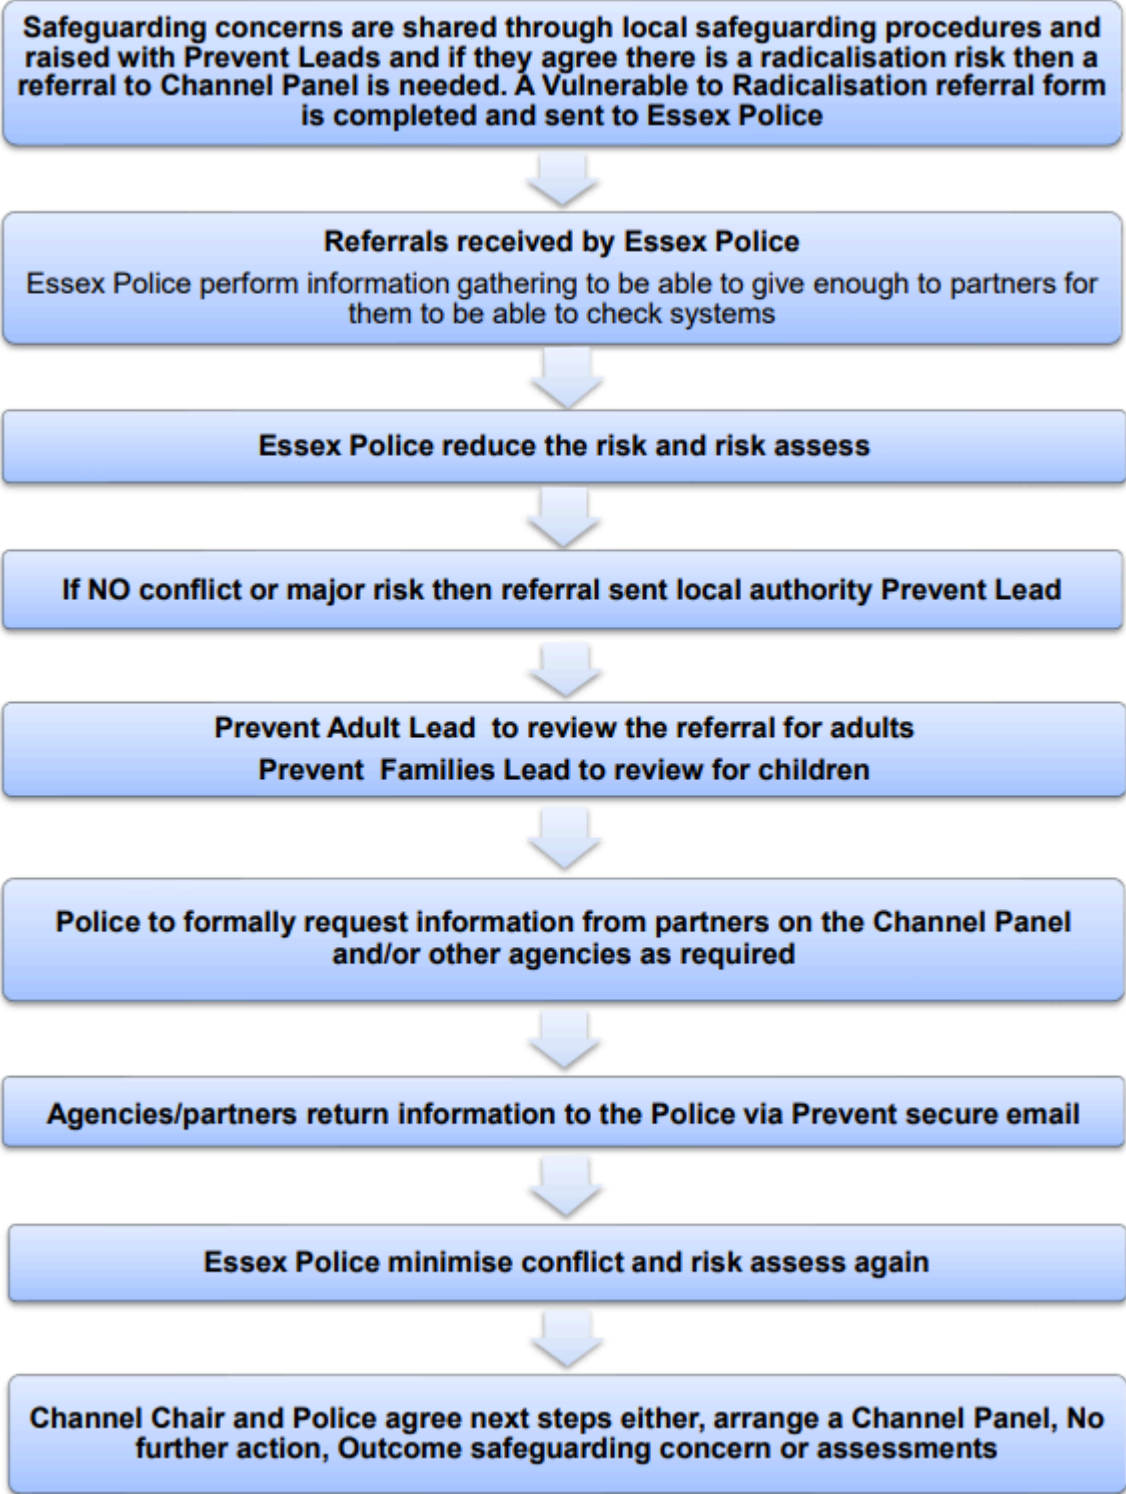 Safeguarding concerns are shared through local safeguarding procedures and
raised with Prevent Leads and if they agree there is a radicalisation risk then a
referral to Channel Panel is needed. A Vulnerable to Radicalisation referral form
is completed and sent to Essex Police
Referrals received by Essex Police
Essex Police perform information gathering to be able to give enough to partners for
them to be able to check systems
Essex Police reduce the risk and risk assess
If NO conflict or major risk then referral sent local authority Prevent Lead
Prevent Adult Lead to review the referral for adults
Prevent Families Lead to review for children
Police to formally request information from partners on the Channel Panel
and/or other agencies as required
Agencies/partners return information to the Police via Prevent secure email
Essex Police minimise conflict and risk assess again
Channel Chair and Police agree next steps either, arrange a Channel Panel, No
further action, Outcome safeguarding concern or assessments